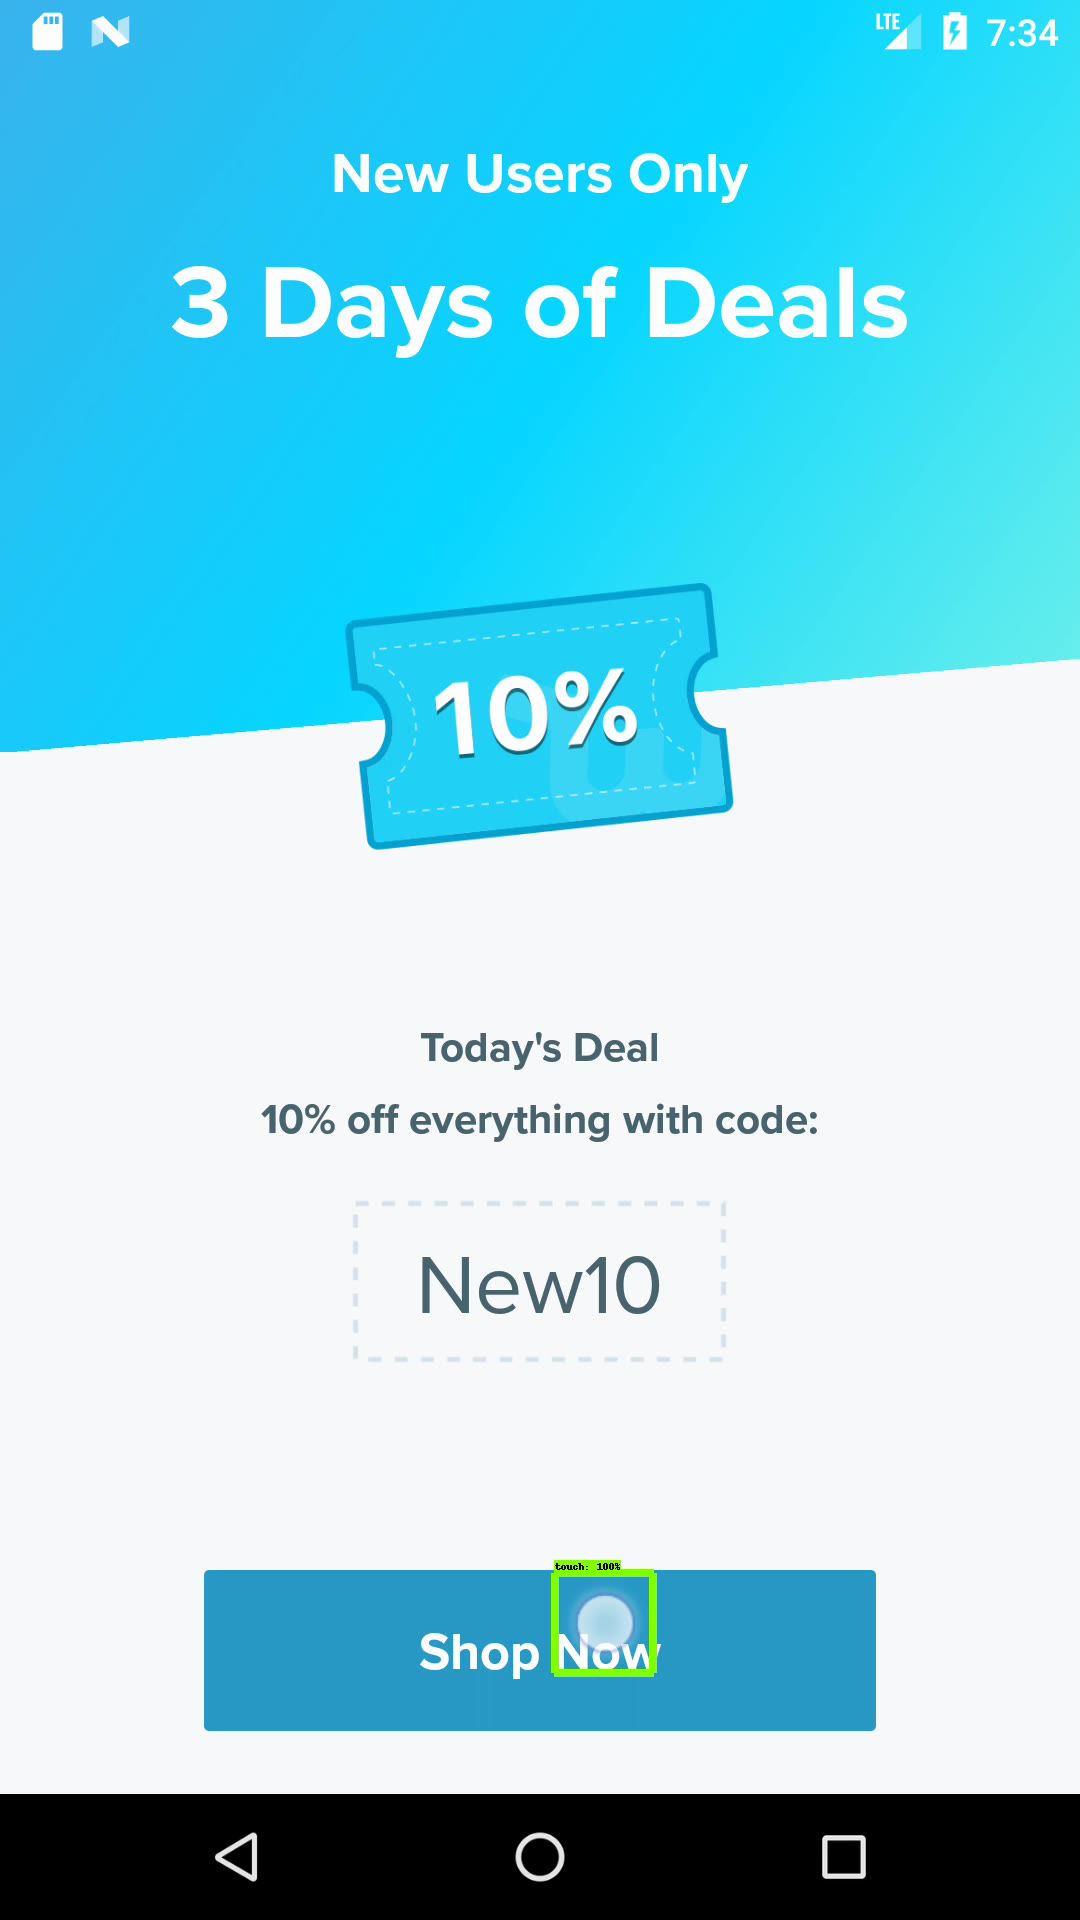 LTE 7:34
New Users Only
3 Days of Deals
10%
Today's Deal
10% off everything with code:
New10
touch: 100%
Shop Now